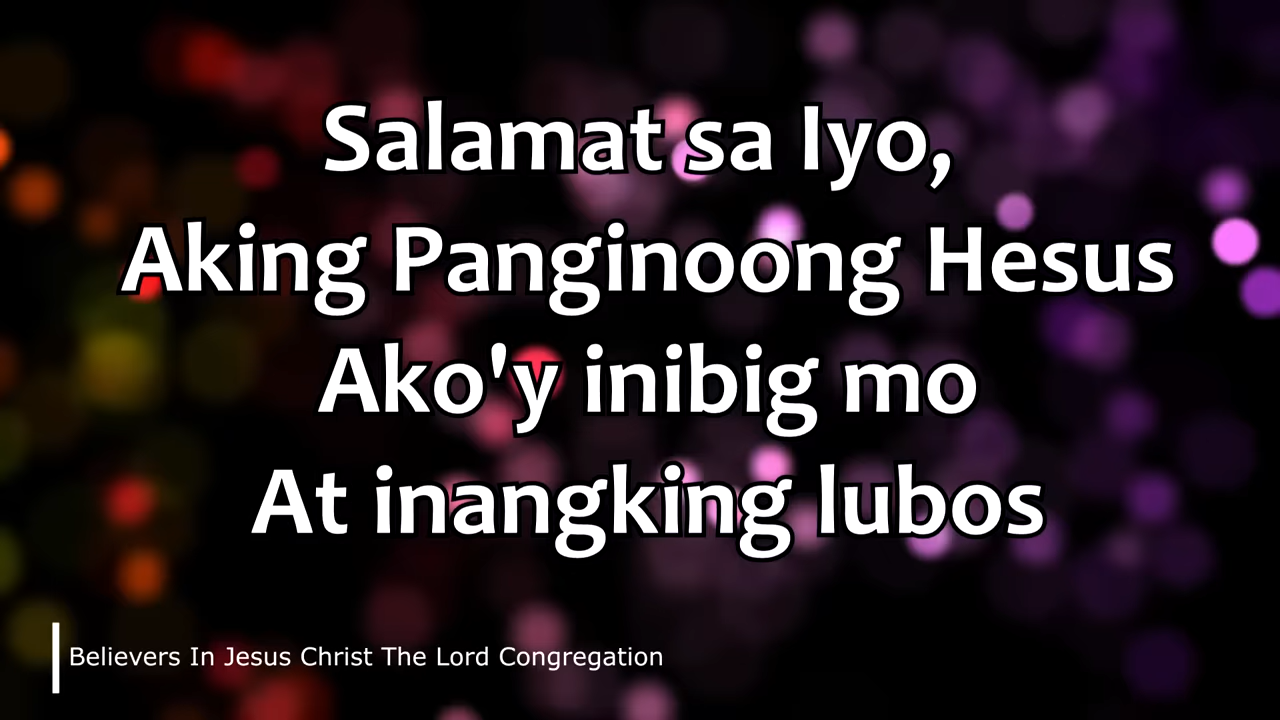 Salamat sa Iyo,
Aking Panginoong Hesus
Ako'y inibig mo
At inangking lubos
Believers In Jesus Christ The Lord Congregation